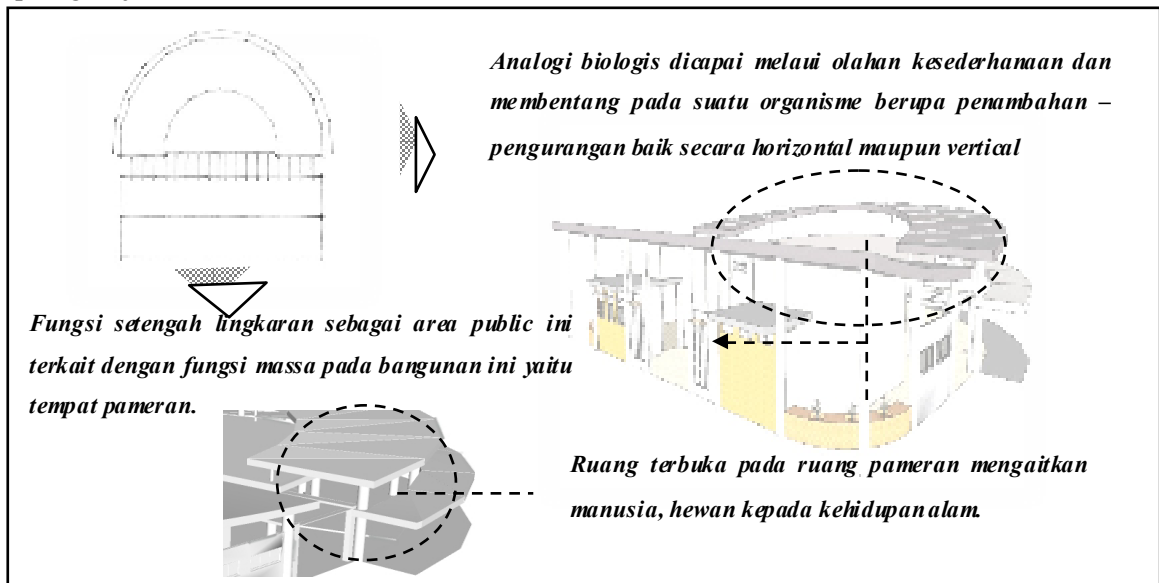 Analogi biologis dicapai melaui olahan kesederhanaan dan
membentang pada suatu organisme berupa penambahan –
pengurangan baik secara horizontal maupun vertical
Fungsi setengah lingkaran sebagai area public ini
terkait dengan fungsi massa pada bangunan ini yaitu
tempat pameran.
Ruang terbuka pada ruang pameran mengaitkan
manusia, hewan kepada kehidupan alam.